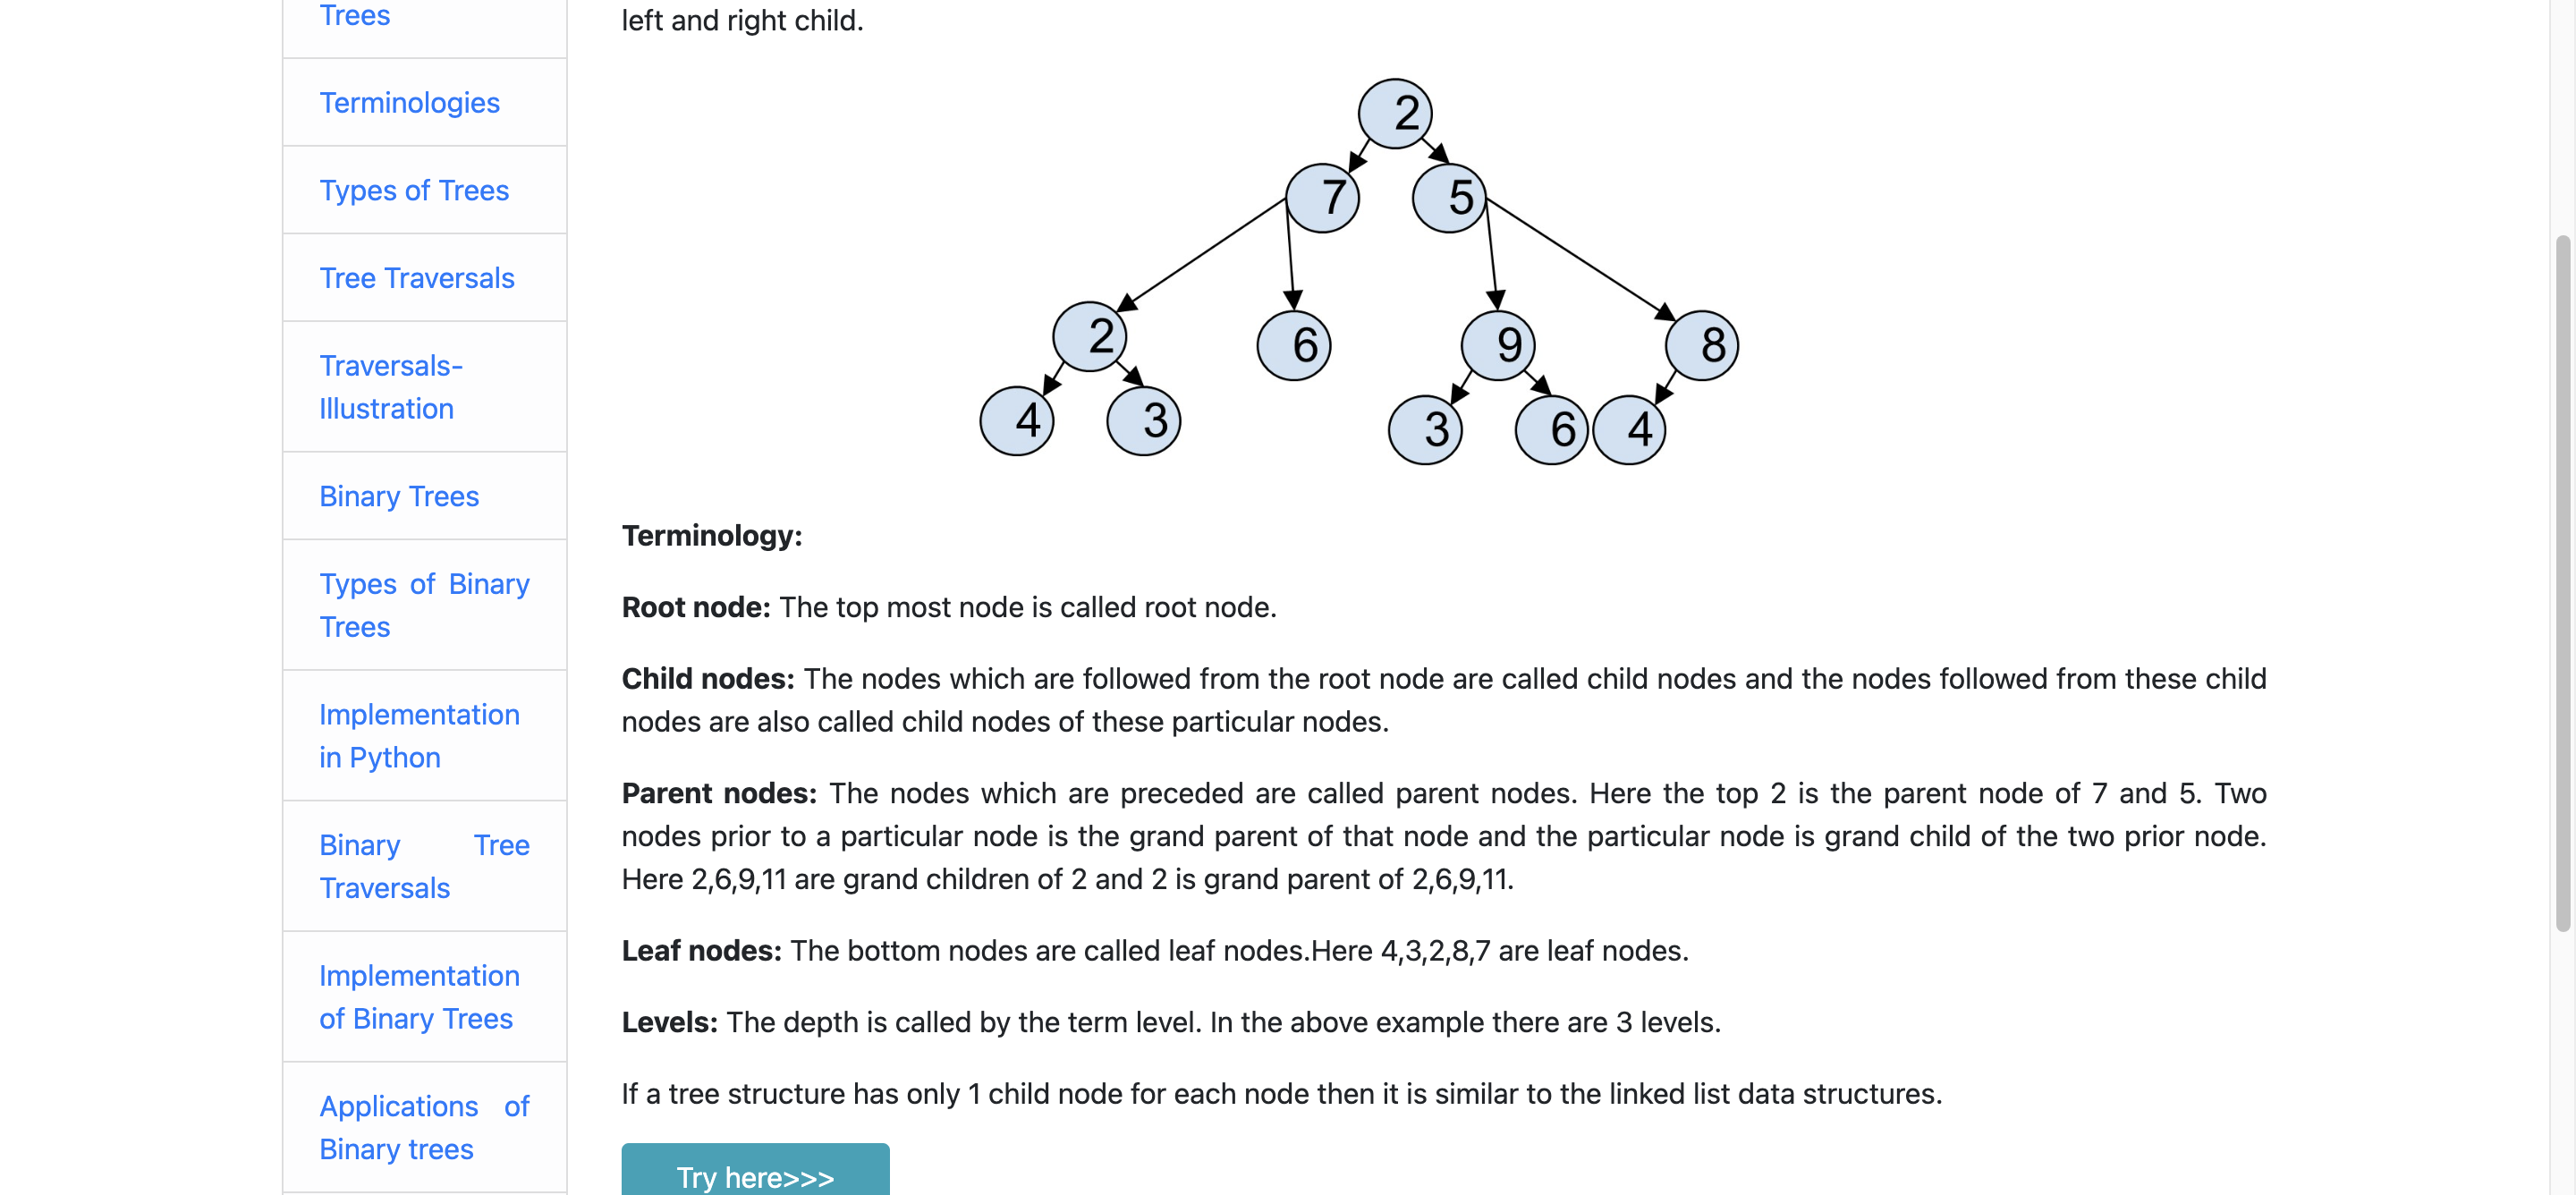 Trees
Terminologies
Types of Trees
Tree Traversals
Traversals-
Illustration
Binary Trees
Types of Binary
Trees
Implementation
in Python
Binary Tree
Traversals
Implementation
of Binary Trees
Applications of
Binary trees
left and right child.
2
7 5
2 6 9 8
4 3 3 6 4
Terminology:
Root node: The top most node is called root node.
Child nodes: The nodes which are followed from the root node are called child nodes and the nodes followed from these child
nodes are also called child nodes of these particular nodes.
Parent nodes: The nodes which are preceded are called parent nodes. Here the top 2 is the parent node of 7 and 5. Two
nodes prior to a particular node is the grand parent of that node and the particular node is grand child of the two prior node.
Here 2,6,9,11 are grand children of 2 and 2 is grand parent of 2,6,9,11.
Leaf nodes: The bottom nodes are called leaf nodes.Here 4,3,2,8,7 are leaf nodes.
Levels: The depth is called by the term level. In the above example there are 3 levels.
If a tree structure has only 1 child node for each node then it is similar to the linked list data structures.
Try here>>>